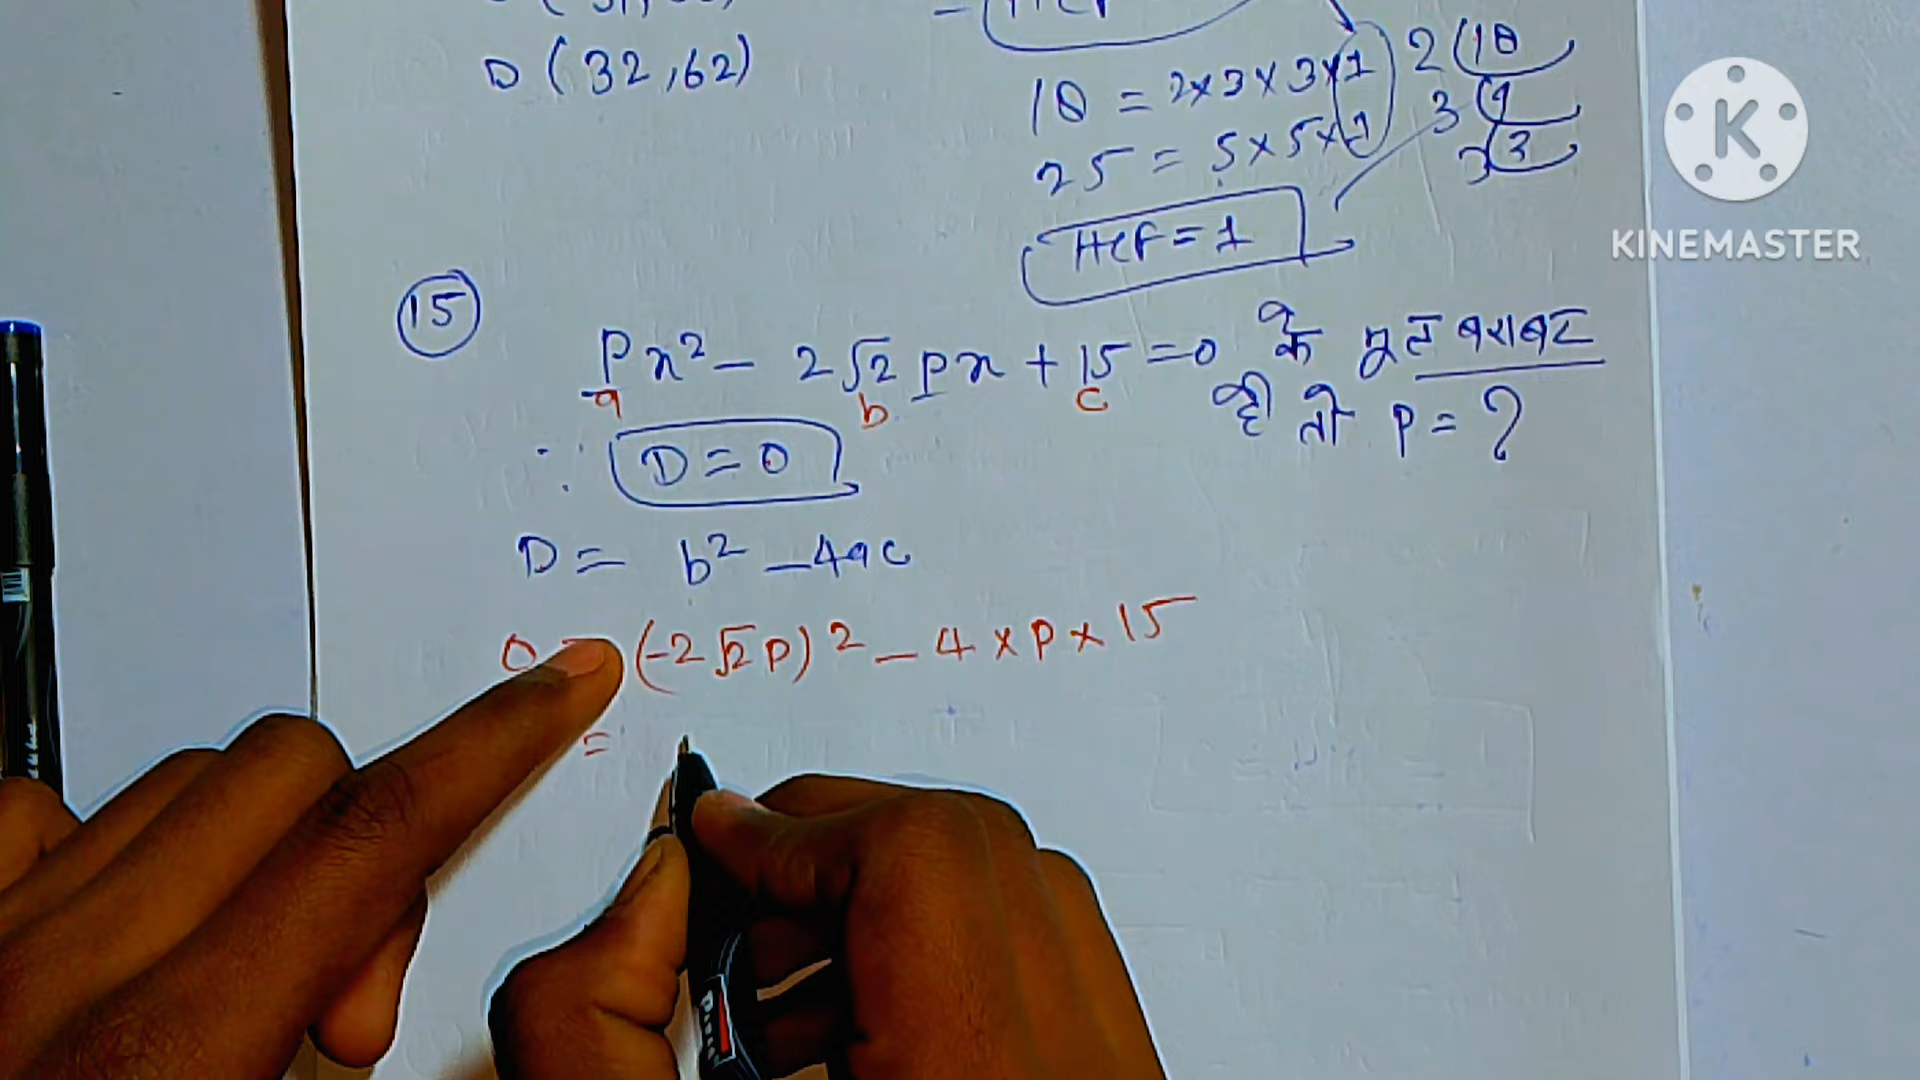 D (32,62)
18 = 2×3×3×1
25 = 5×5×1
HCF = 1
2 18
3 9
3 3
KINEMASTER
15
Px² - 2√2 px + 15 = 0 के मूल बराबर
a b c
हो तो P = ?
∵ D = 0
D = b² - 4ac
0 = (-2√2 P)² - 4 × P × 15
=